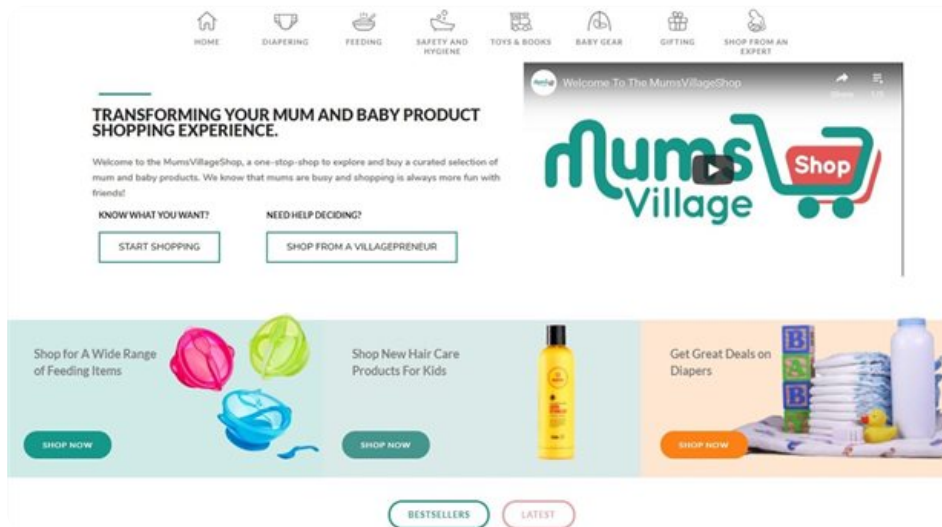 HOME
DIAPERING
FEEDING
SAFETY AND
HYGIENE
TOYS & BOOKS
BABY GEAR
GIFTING
SHOP FROM AN
EXPERT
TRANSFORMING YOUR MUM AND BABY PRODUCT
SHOPPING EXPERIENCE.
Welcome to the MumsVillageShop, a one-stop-shop to explore and buy a curated selection of
mum and baby products. We know that mums are busy and shopping is always more fun with
friends!
KNOW WHAT YOU WANT?
NEED HELP DECIDING?
START SHOPPING
SHOP FROM A VILLAGEPRENEUR
Welcome To The MumsVillageShop
Share
1/5
Mums
Village
Shop
Shop for A Wide Range
of Feeding Items
SHOP NOW
Shop New Hair Care
Products For Kids
SHOP NOW
Get Great Deals on
Diapers
SHOP NOW
B
A
B
BESTSELLERS
LATEST